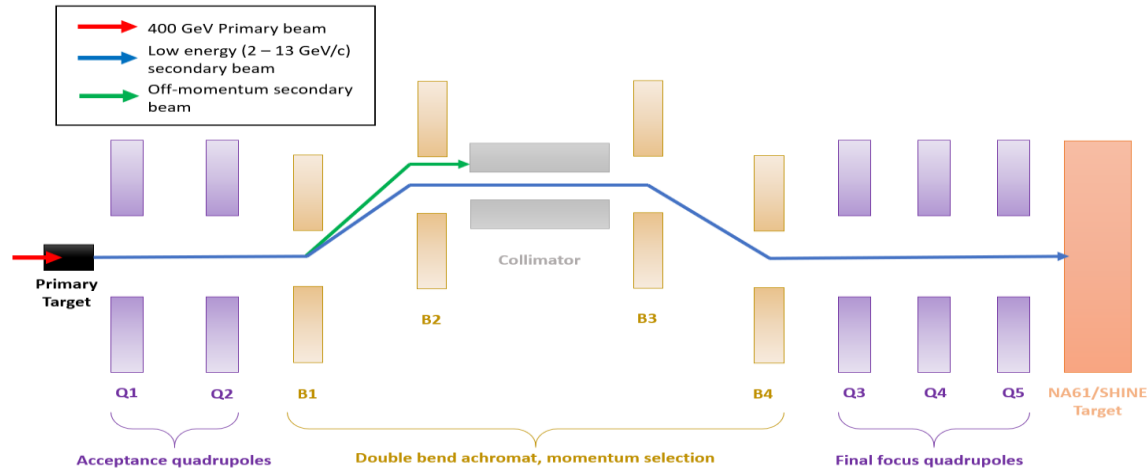 400 GeV Primary beam
Low energy (2 – 13 GeV/c)
secondary beam
Off-momentum secondary
beam
Primary
Target
Collimator
B2
B3
Q1
Q2
B1
B4
Q3
Q4
Q5
NA61/SHINE
Target
Acceptance quadrupoles
Double bend achromat, momentum selection
Final focus quadrupoles